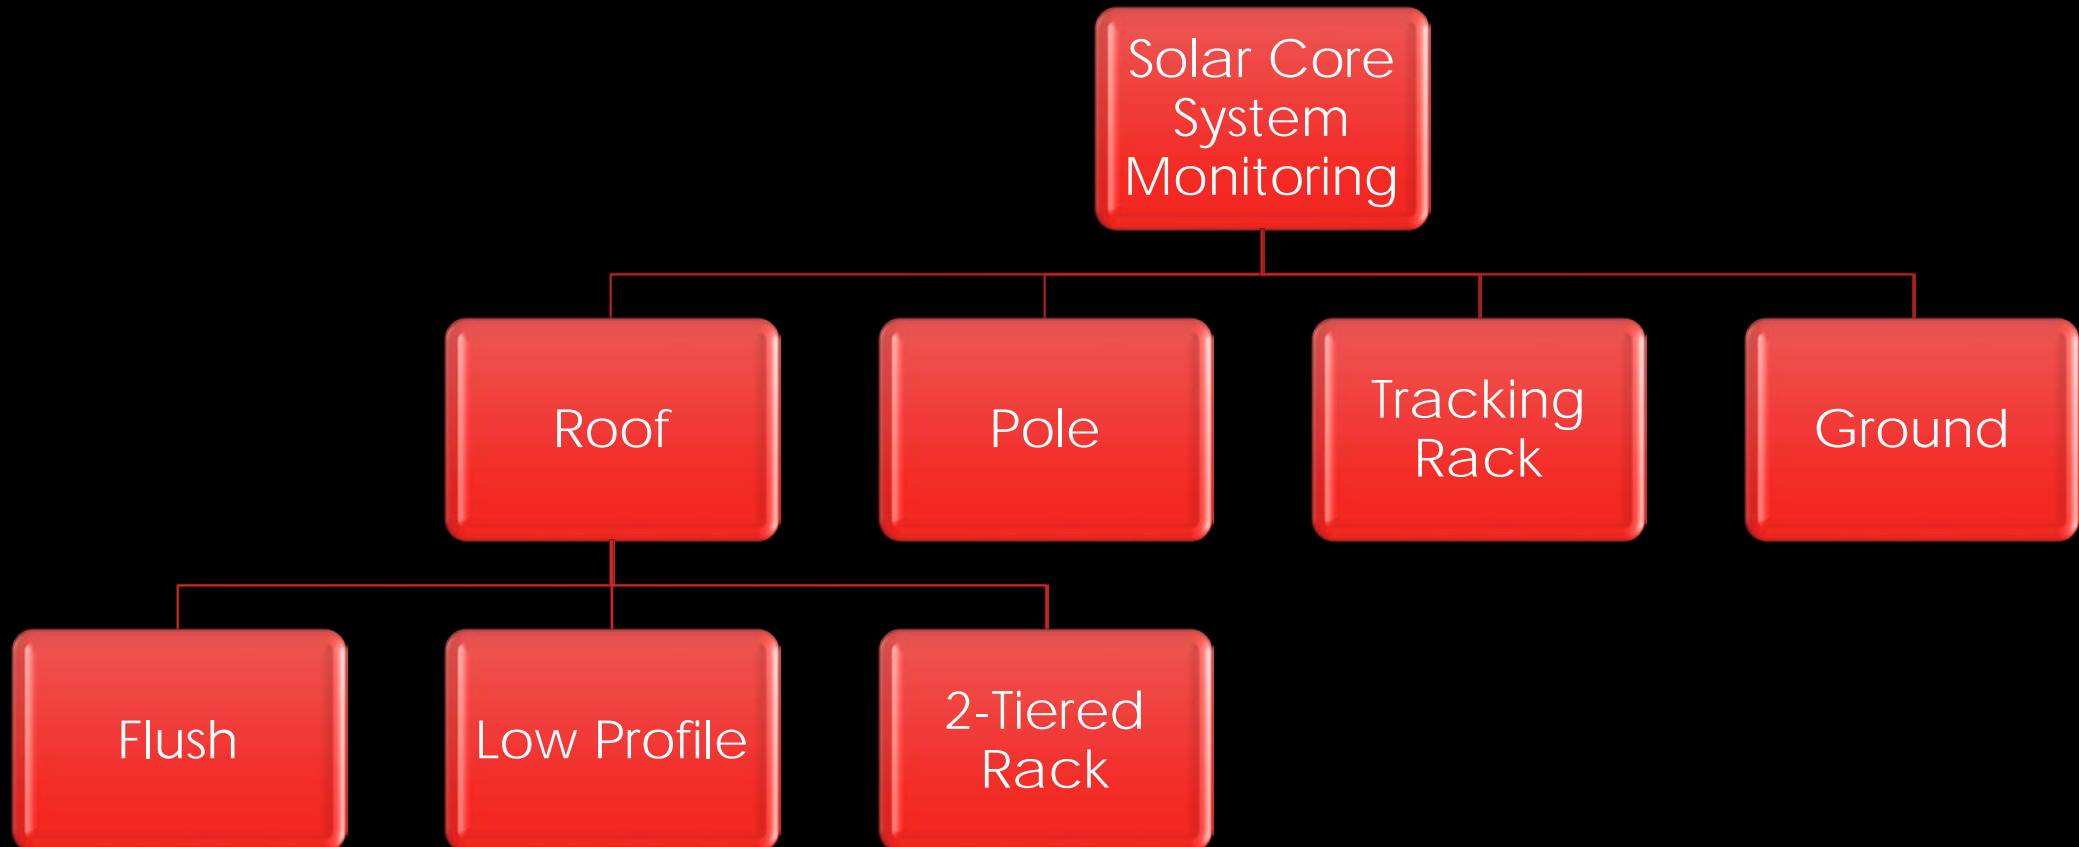 Solar Core
System
Monitoring
Roof
Pole
Tracking
Rack
Ground
Flush
Low Profile
2-Tiered
Rack